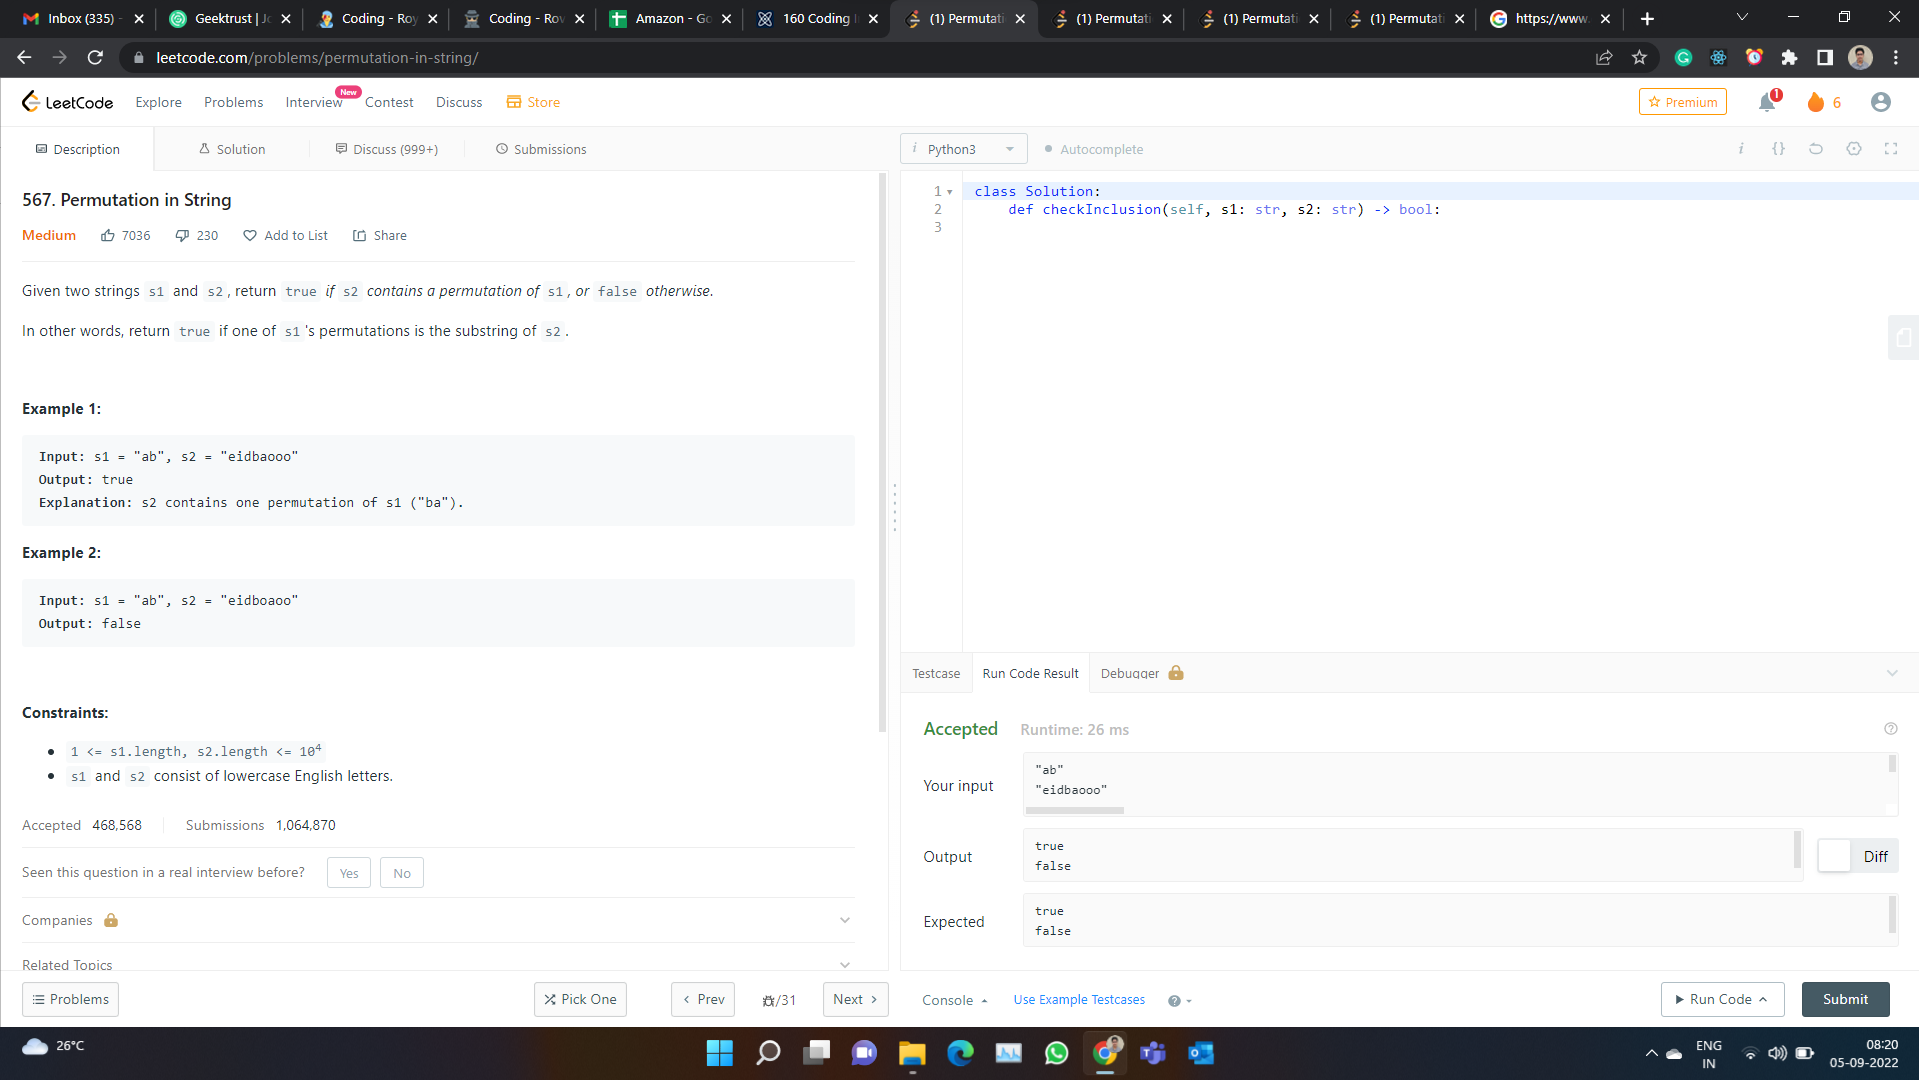 Inbox (335) -
Geektrust | Jo
Coding - Roy
Coding - Rov
Amazon - Go
160 Coding I
(1) Permutati
(1) Permutati
(1) Permutati
(1) Permutati
https://www.
leetcode.com/problems/permutation-in-string/
LeetCode
Explore
Problems
Interview
New
Contest
Discuss
Store
Premium
1
6
Description
Solution
Discuss (999+)
Submissions
i Python3
Autocomplete
i {}
567. Permutation in String
Medium 7036 230 Add to List Share
Given two strings s1 and s2, return true if s2 contains a permutation of s1, or false otherwise.
In other words, return true if one of s1's permutations is the substring of s2.
Example 1:
Input: s1 = "ab", s2 = "eidbaooo"
Output: true
Explanation: s2 contains one permutation of s1 ("ba").
Example 2:
Input: s1 = "ab", s2 = "eidboaoo"
Output: false
Constraints:
1 <= s1.length, s2.length <= 10⁴
s1 and s2 consist of lowercase English letters.
Accepted 468,568 Submissions 1,064,870
Seen this question in a real interview before? Yes No
Companies
Related Topics
Problems
Pick One
Prev
/31
Next
1 class Solution:
2 def checkInclusion(self, s1: str, s2: str) -> bool:
3
Testcase
Run Code Result
Debugger
Accepted Runtime: 26 ms
Your input
"ab"
"eidbaooo"
Output
true
false
Diff
Expected
true
false
Console
Use Example Testcases
Run Code
Submit
26°C
ENG
IN
08:20
05-09-2022